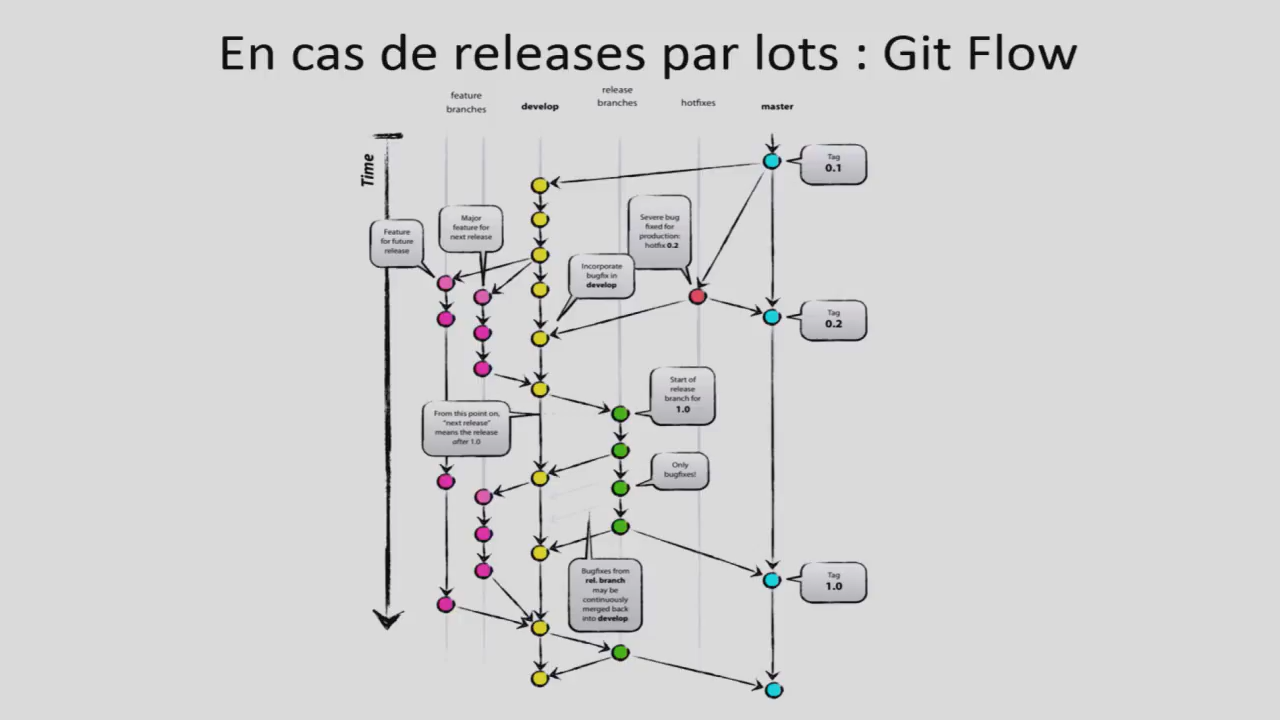 En cas de releases par lots : Git Flow
feature
branches
develop
release
branches
hotfixes
master
Time
Tag
0.1
Feature
for future
release
Major
feature for
next release
Severe bug
fixed for
production:
hotfix 0.2
Incorporate
bugfix in
develop
Tag
0.2
Start of
release
branch for
1.0
From this point on,
"next release"
means the release
after 1.0
Only
bugfixes!
Bugfixes from
rel. branch
may be
continuously
merged back
into develop
Tag
1.0